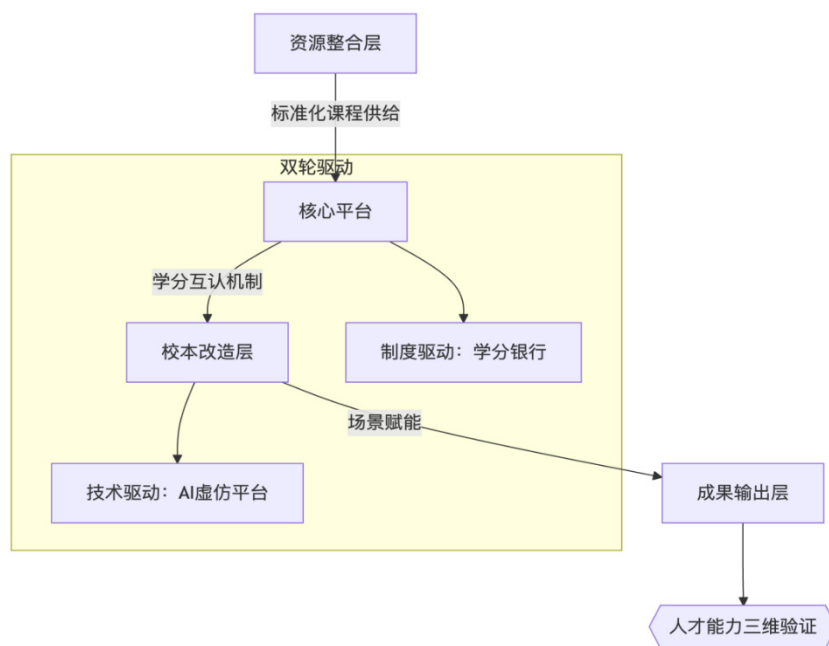 资源整合层
标准化课程供给
双轮驱动
核心平台
学分互认机制
校本改造层
制度驱动：学分银行
场景赋能
技术驱动：AI虚仿平台
成果输出层
人才能力三维验证